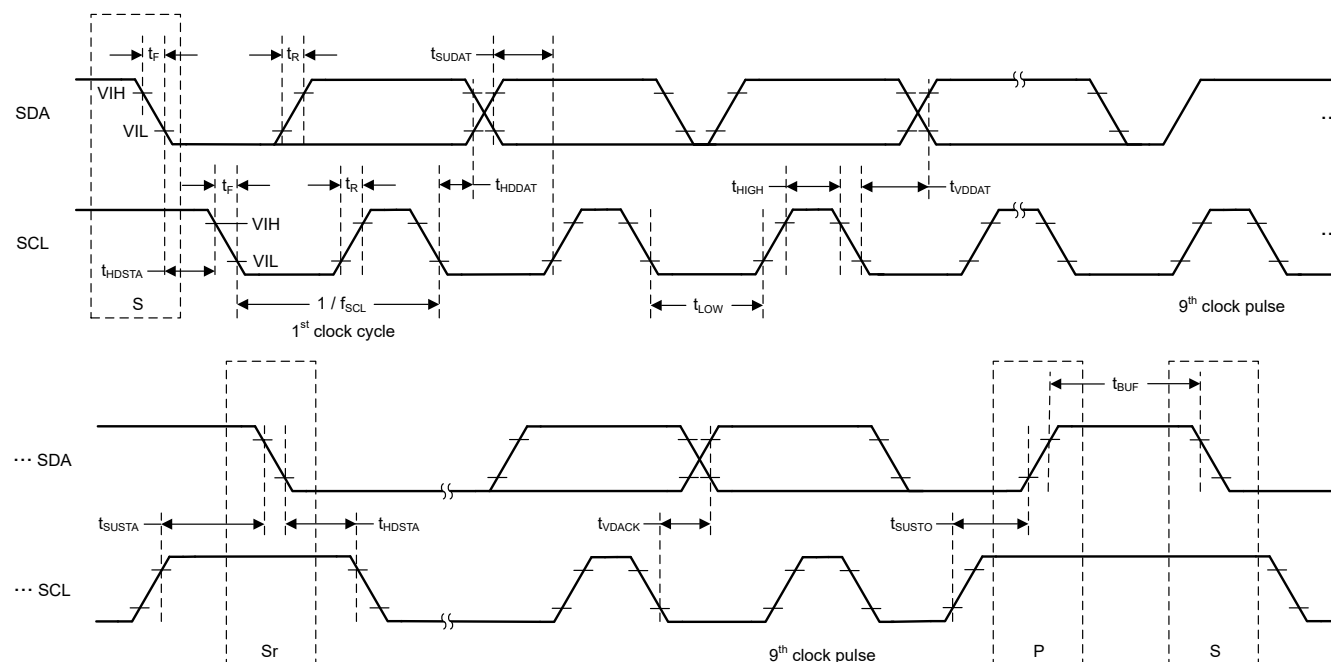 tF
tR
tSUDAT
VIH
SDA
VIL
...
tF
tR
tHDDAT
tHIGH
tVDDAT
VIH
SCL
...
VIL
tHDSTA
S
1 / fSCL
tLOW
1st clock cycle
9th clock pulse
tBUF
... SDA
tSUSTA
tHDSTA
tVDACK
tSUSTO
... SCL
Sr
9th clock pulse
P
S